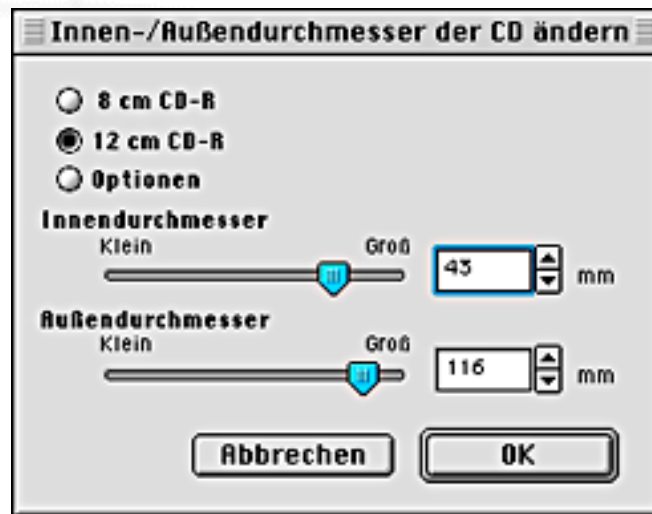 Innen-/Außendurchmesser der CD ändern
8 cm CD-R
12 cm CD-R
Optionen
Innendurchmesser
Klein Groß
43 mm
Außendurchmesser
Klein Groß
116 mm
Abbrechen OK